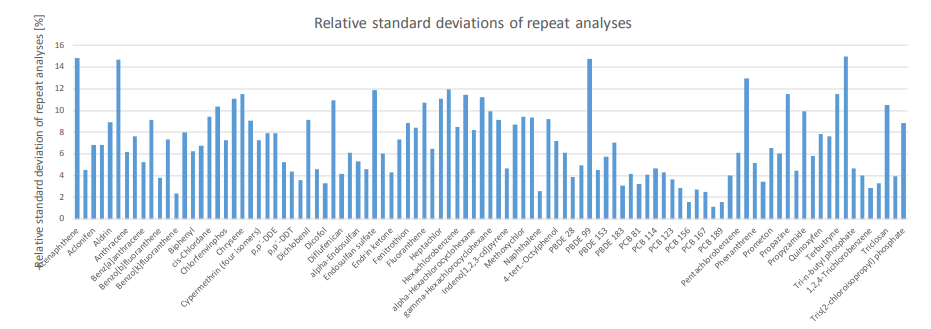 Relative standard deviations of repeat analyses
Relative standard deviation of repeat analyses [%]
16
14
12
10
8
6
4
2
0
Acenaphthene
Aclonifen
Aldrin
Anthracene
Benz[a]anthracene
Benzo[b]fluoranthene
Benzo[k]fluoranthene
Biphenyl
cis-Chlordane
Chlorfenvinphos
Chrysene
Cypermethrin (four isomers)
p,p'-DDE
p,p'-DDT
Dichlobenil
Dicofol
Diflufenican
alpha-Endosulfan
Endosulfan sulfate
Endrin ketone
Fenitrothion
Fluoranthene
Heptachlor
Hexachlorobenzene
alpha-Hexachlorocyclohexane
gamma-Hexachlorocyclohexane
Indeno[1,2,3-cd]pyrene
Methoxychlor
Naphthalene
4-tert.-Octylphenol
PBDE 28
PBDE 99
PBDE 153
PBDE 183
PCB 81
PCB 114
PCB 123
PCB 156
PCB 167
PCB 189
Pentachlorobenzene
Phenanthrene
Prometon
Propazine
Propyzamide
Quinoxyfen
Terbutryne
Tri-n-butyl phosphate
1,2,4-Trichlorobenzene
Triclosan
Tris(2-chloroisopropyl) phosphate